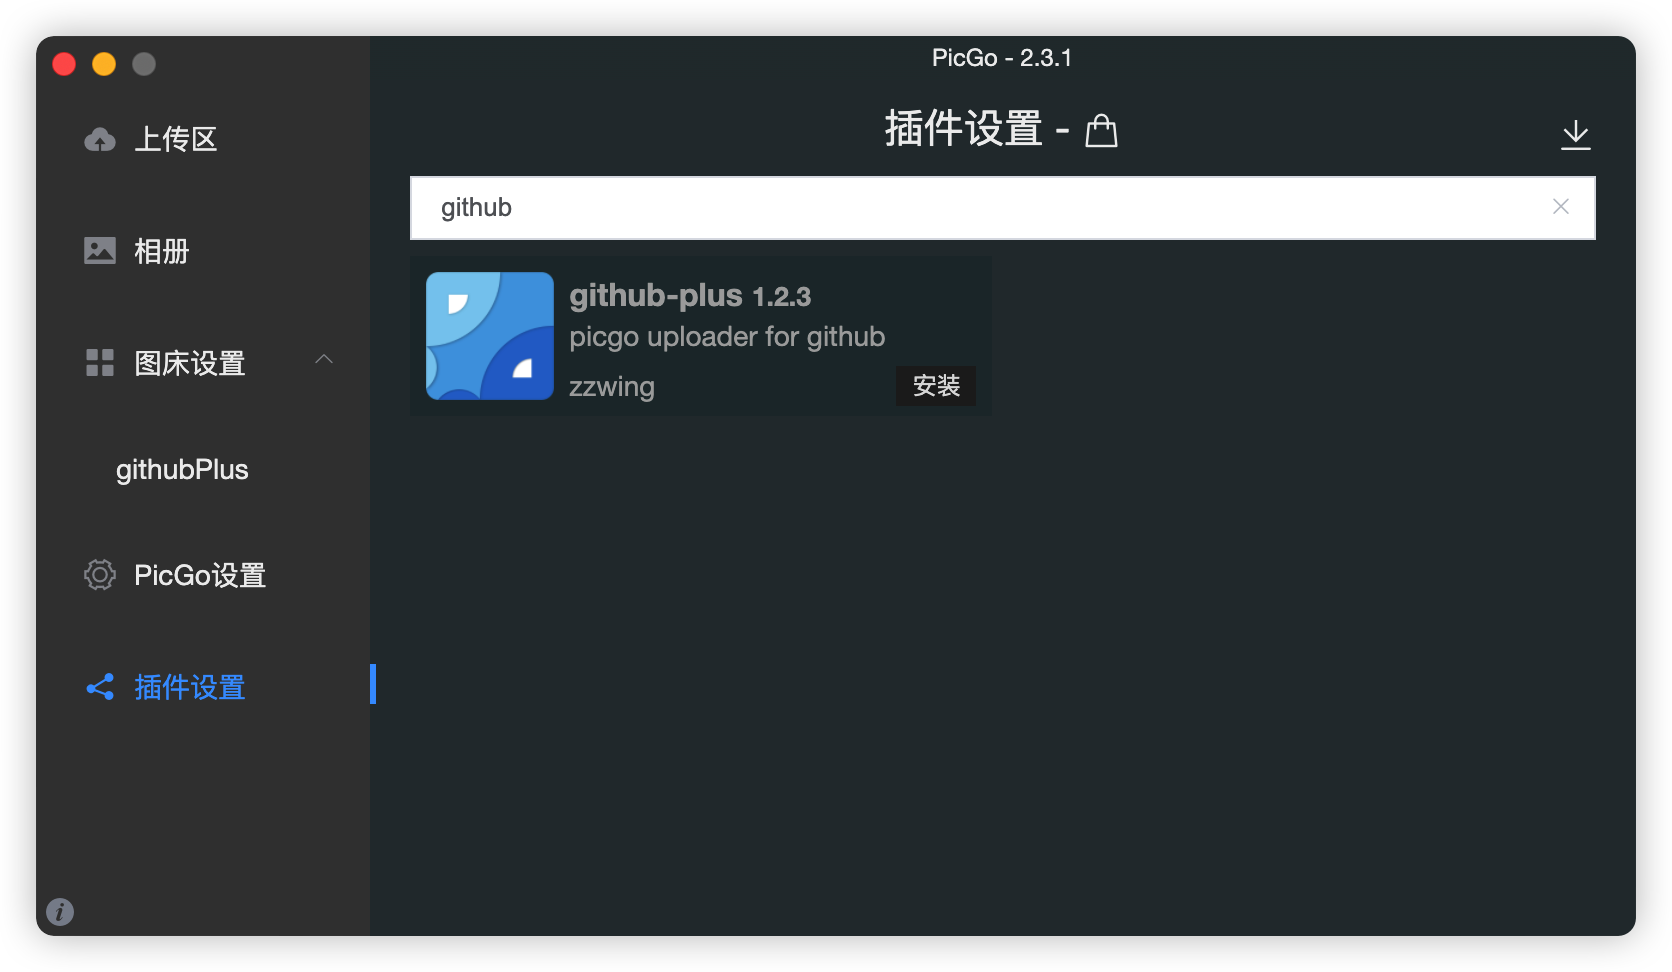 PicGo - 2.3.1
上传区
相册
图床设置
githubPlus
PicGo设置
插件设置
插件设置 -
github
github-plus 1.2.3
picgo uploader for github
zzwing
安装